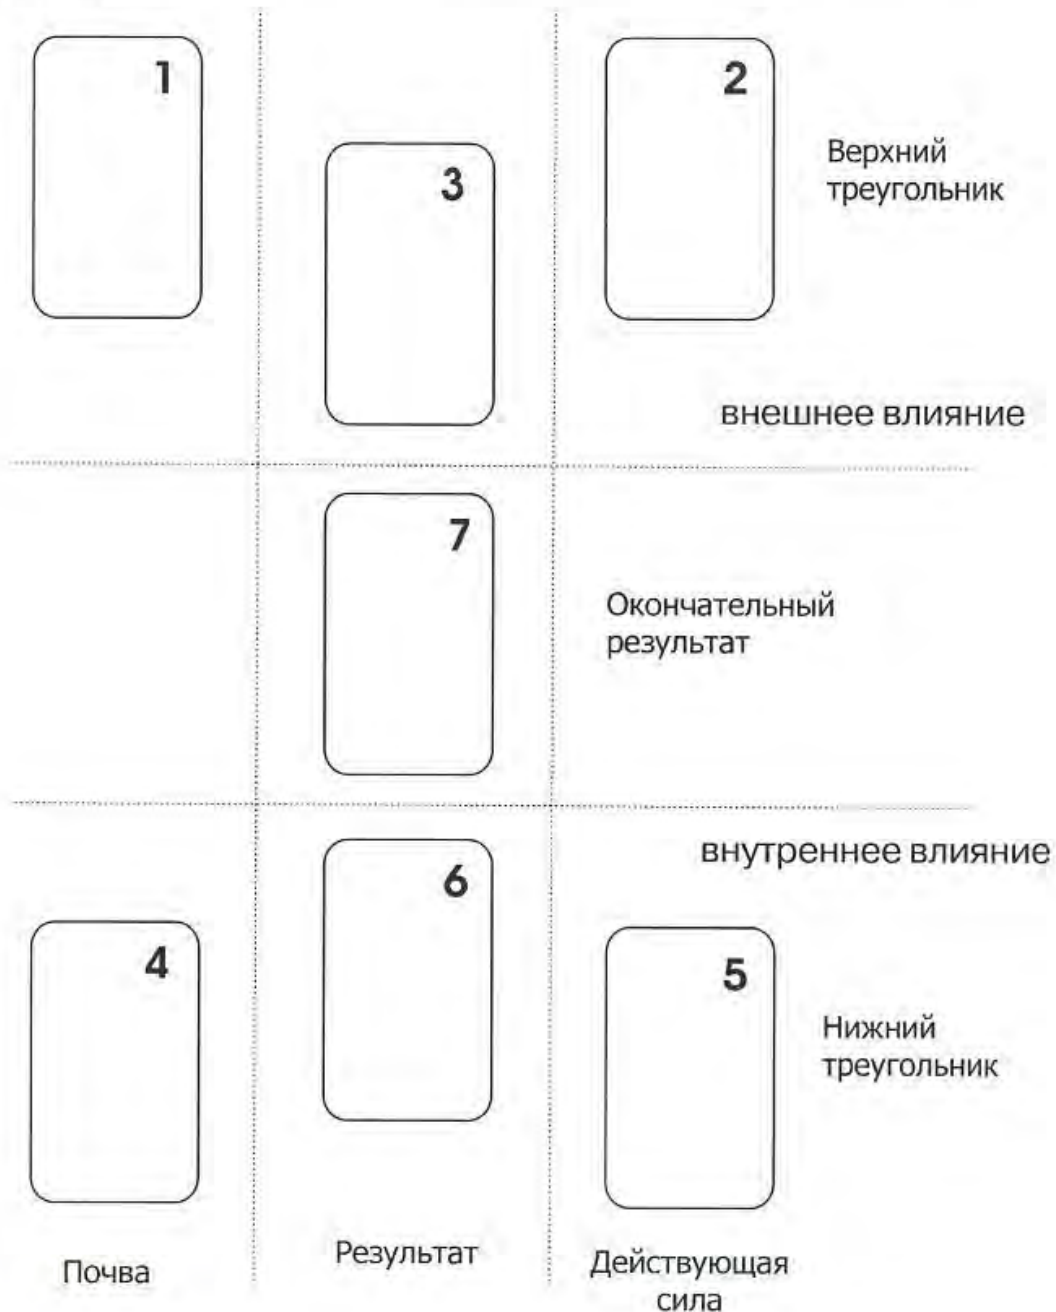 1
2
3
Верхний
треугольник
внешнее влияние
7
Окончательный
результат
внутреннее влияние
6
4
5
Нижний
треугольник
Почва
Результат
Действующая
сила